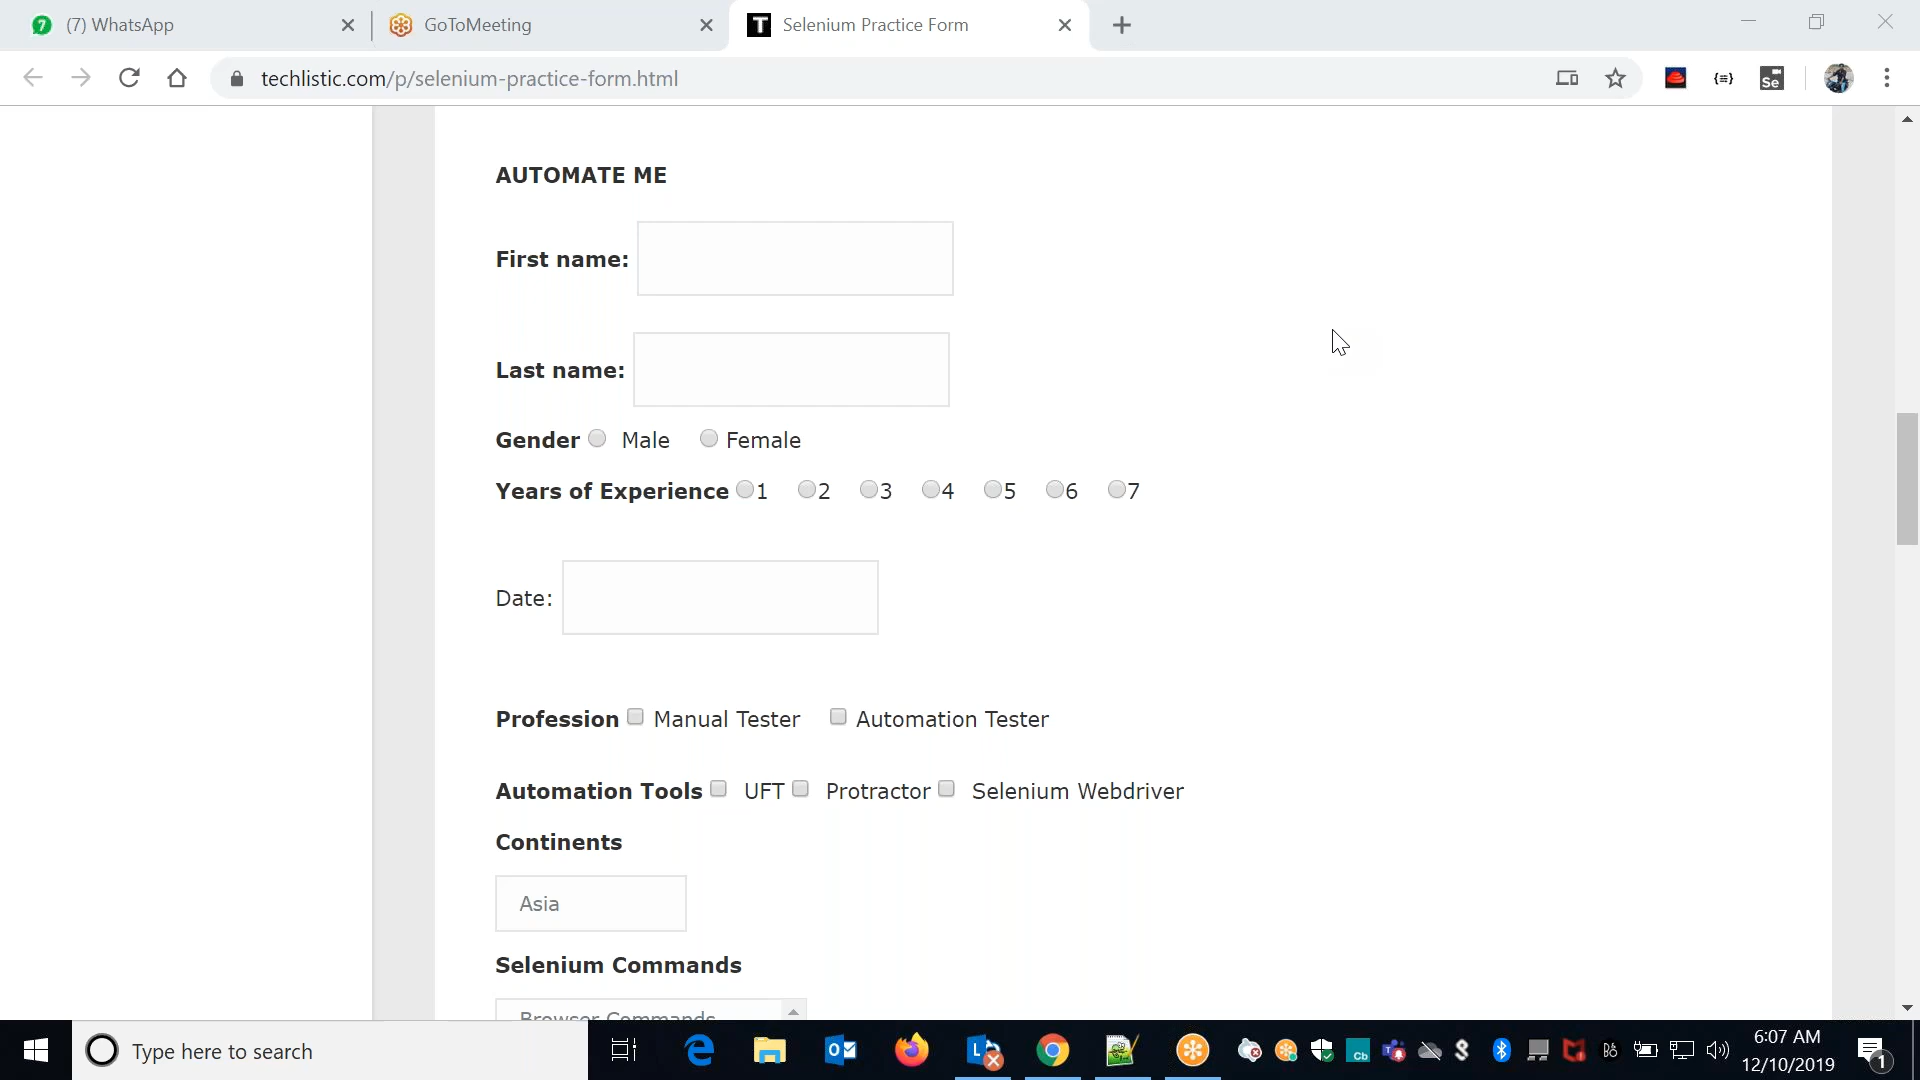 (7) WhatsApp
GoToMeeting
Selenium Practice Form
techlistic.com/p/selenium-practice-form.html
AUTOMATE ME
First name:
Last name:
Gender Male Female
Years of Experience 1 2 3 4 5 6 7
Date:
Profession Manual Tester Automation Tester
Automation Tools UFT Protractor Selenium Webdriver
Continents
Asia
Selenium Commands
Browser Commands
Type here to search
6:07 AM
12/10/2019
1